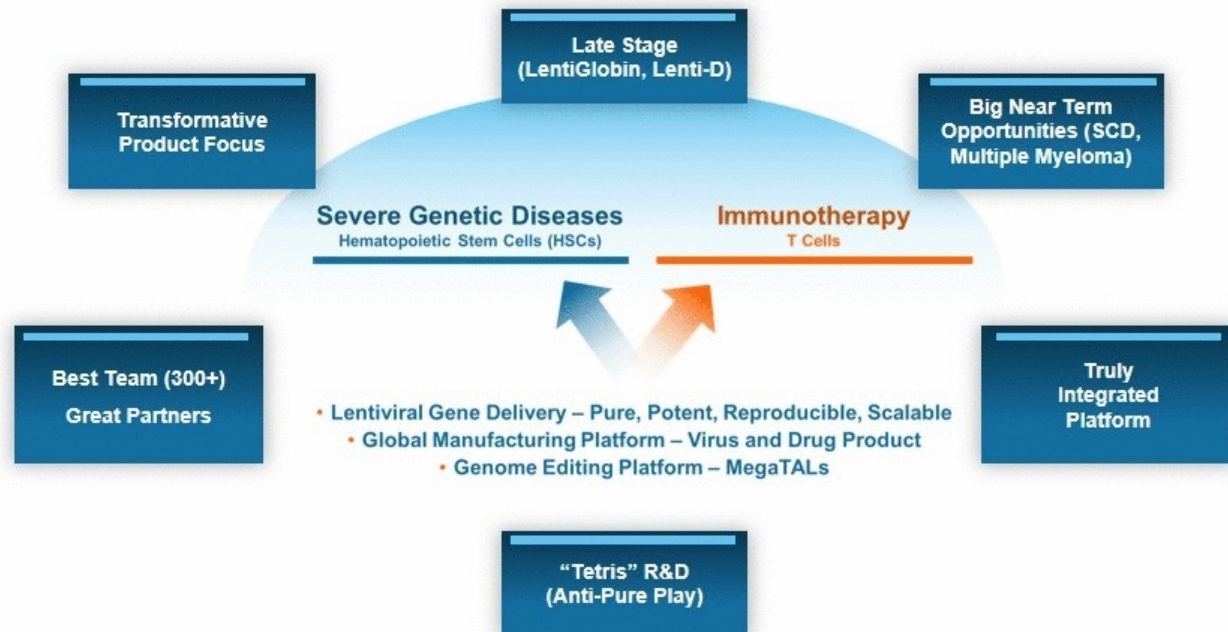 Late Stage
(LentiGlobin, Lenti-D)
Transformative
Product Focus
Big Near Term
Opportunities (SCD,
Multiple Myeloma)
Severe Genetic Diseases
Hematopoietic Stem Cells (HSCs)
Immunotherapy
T Cells
Best Team (300+)
Great Partners
Truly
Integrated
Platform
• Lentiviral Gene Delivery – Pure, Potent, Reproducible, Scalable
• Global Manufacturing Platform – Virus and Drug Product
• Genome Editing Platform – MegaTALs
“Tetris” R&D
(Anti-Pure Play)